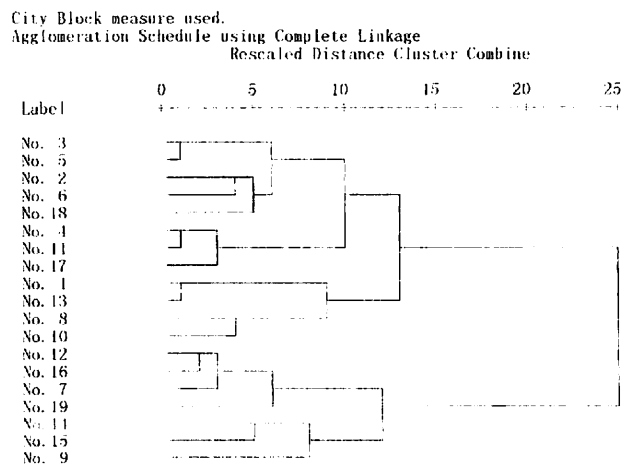 City Block measure used.
Agglomeration Schedule using Complete Linkage
Rescaled Distance Cluster Combine
0 5 10 15 20 25
Label
No. 3
No. 5
No. 2
No. 6
No. 18
No. 4
No. 11
No. 17
No. 1
No. 13
No. 8
No. 10
No. 12
No. 16
No. 7
No. 19
No. 14
No. 15
No. 9